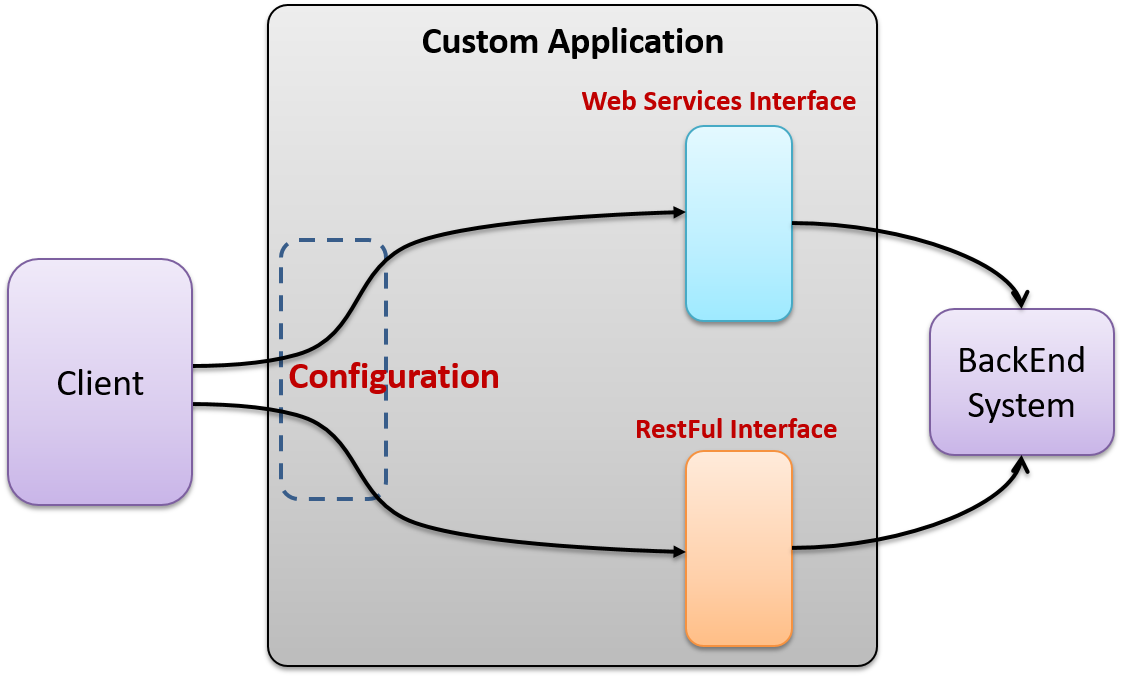 Custom Application
Web Services Interface
Client
Configuration
BackEnd
System
RestFul Interface